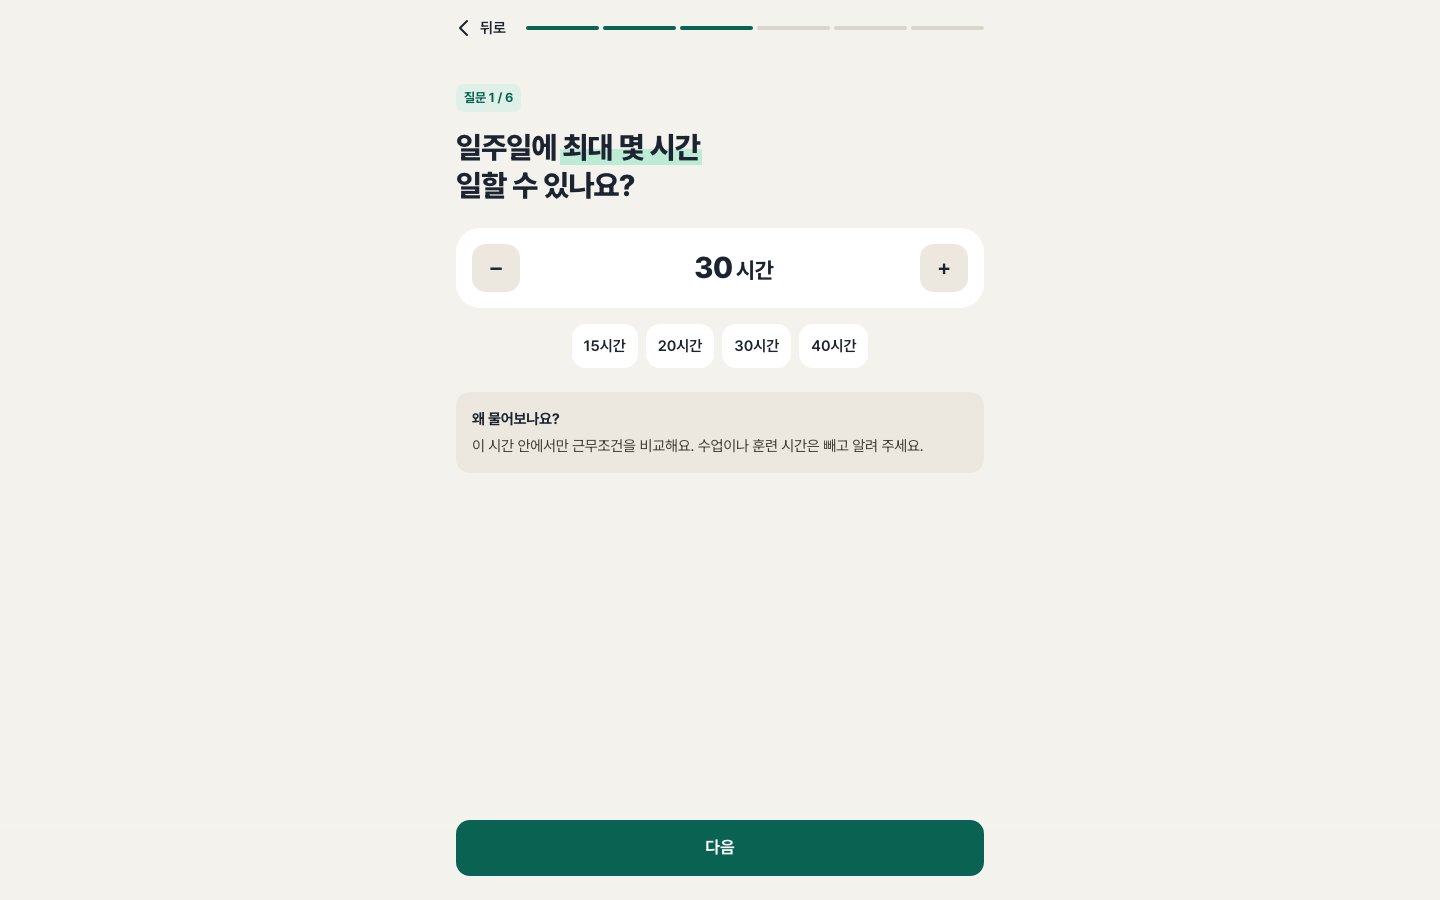 뒤로
질문 1 / 6
일주일에 최대 몇 시간
일할 수 있나요?
− 30 시간 +
15시간 20시간 30시간 40시간
왜 물어보나요?
이 시간 안에서만 근무조건을 비교해요. 수업이나 훈련 시간은 빼고 알려 주세요.
다음